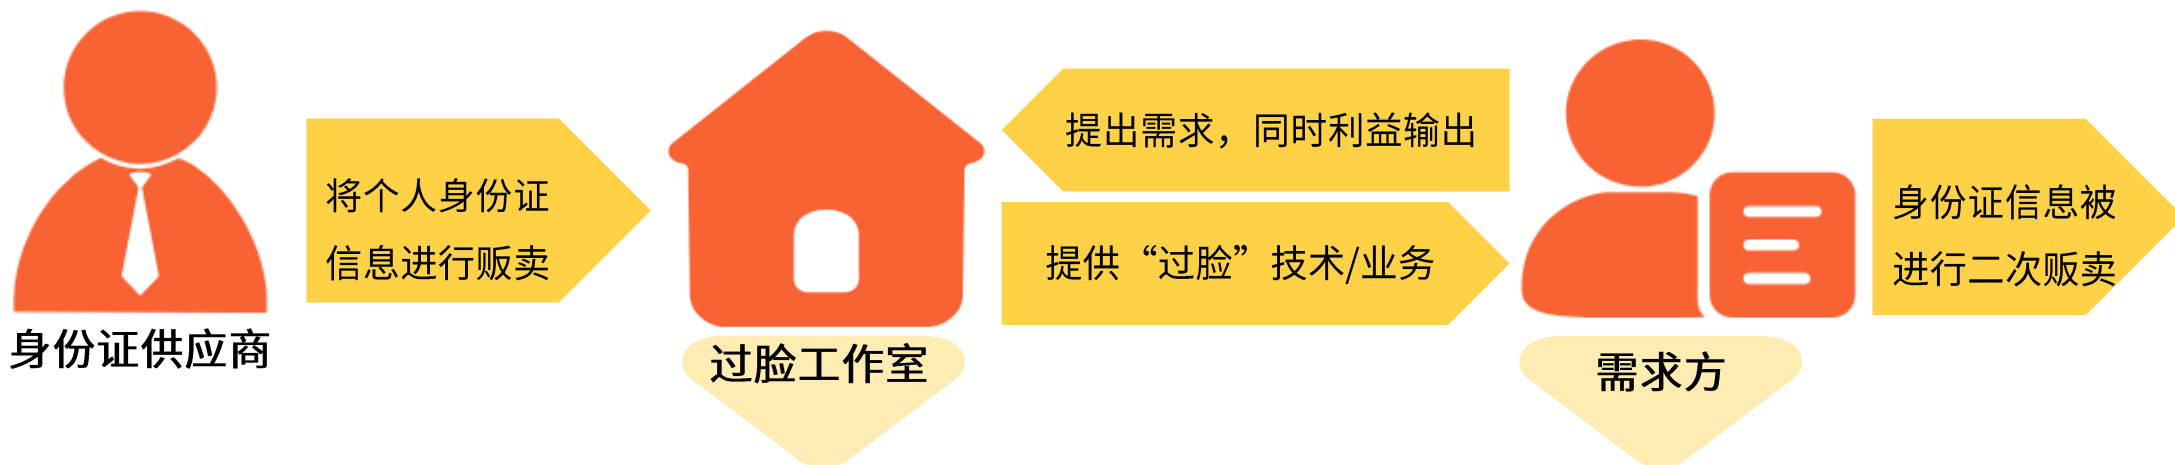 身份证供应商
将个人身份证
信息进行贩卖
过脸工作室
提出需求，同时利益输出
提供“过脸”技术/业务
需求方
身份证信息被
进行二次贩卖